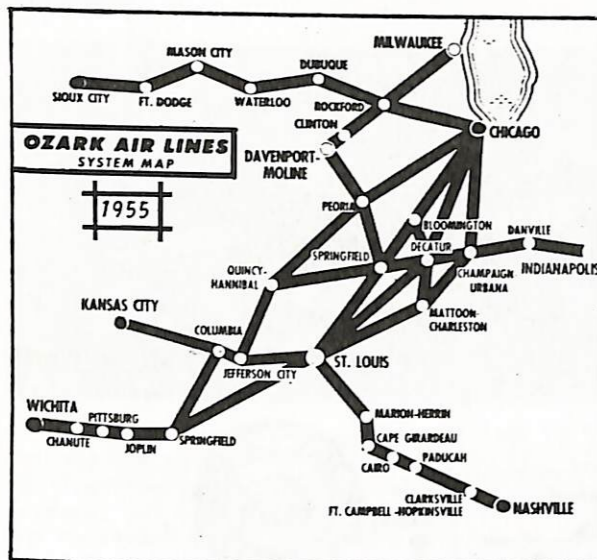 MILWAUKEE
MASON CITY
DUBUQUE
SIOUX CITY
FT. DODGE
WATERLOO
ROCKFORD
CLINTON
CHICAGO
OZARK AIR LINES
SYSTEM MAP
DAVENPORT-
MOLINE
1955
PEORIA
BLOOMINGTON
DANVILLE
SPRINGFIELD
DECATUR
INDIANAPOLIS
QUINCY-
HANNIBAL
CHAMPAIGN
URBANA
KANSAS CITY
MATTOON-
CHARLESTON
COLUMBIA
JEFFERSON CITY
ST. LOUIS
WICHITA
PITTSBURG
CHANUTE
JOPLIN
SPRINGFIELD
MARION-HERRIN
CAPE GIRARDEAU
CAIRO
PADUCAH
CLARKSVILLE
FT. CAMPBELL-HOPKINSVILLE
NASHVILLE